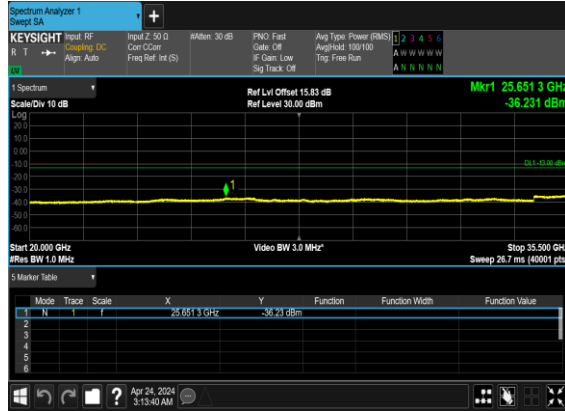 Spectrum Analyzer 1
Swept SA
+
KEYSIGHT Input: RF Input Z: 50 Ω #Atten: 30 dB PNO: Fast Avg Type: Power (RMS) 1 2 3 4 5 6
R T Coupling: DC Corr CCorr Gate: Off Avg|Hold: 100/100 A W W W W W
Align: Auto Freq Ref: Int (S) IF Gain: Low Trig: Free Run
LXI Sig Track: Off A N N N N N
1 Spectrum Ref Lvl Offset 15.83 dB Mkr1 25.651 3 GHz
Scale/Div 10 dB Ref Level 30.00 dBm -36.231 dBm
Log
20.0
10.0
0.00
-10.0
DL1 -13.00 dBm
-20.0
-30.0
1
-40.0
-50.0
-60.0
Start 20.000 GHz Video BW 3.0 MHz* Stop 35.500 GHz
#Res BW 1.0 MHz Sweep 26.7 ms (40001 pts)
5 Marker Table
Mode Trace Scale X Y Function Function Width Function Value
1 N 1 f 25.651 3 GHz -36.23 dBm
2
3
4
5
6
? Apr 24, 2024
3:13:40 AM